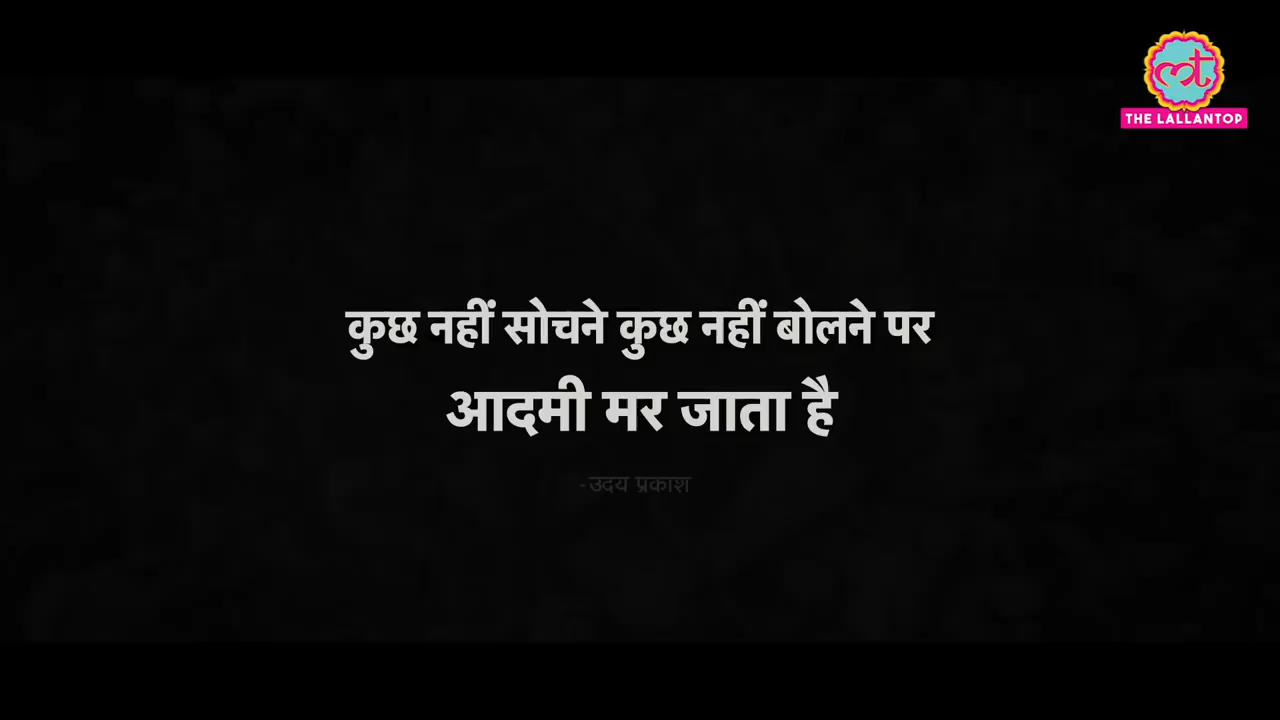 THE LALLANTOP
कुछ नहीं सोचने कुछ नहीं बोलने पर
आदमी मर जाता है
-उदय प्रकाश